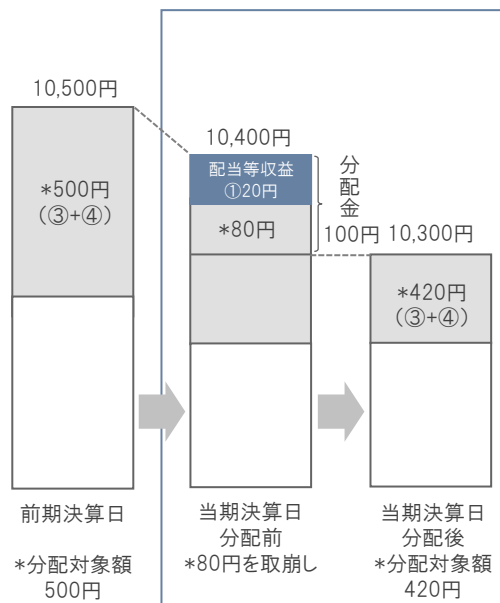 10,500円
*500円
(③+④)
前期決算日
*分配対象額
500円
10,400円
配当等収益
①20円
*80円
分配金
100円
当期決算日
分配前
*80円を取崩し
10,300円
*420円
(③+④)
当期決算日
分配後
*分配対象額
420円